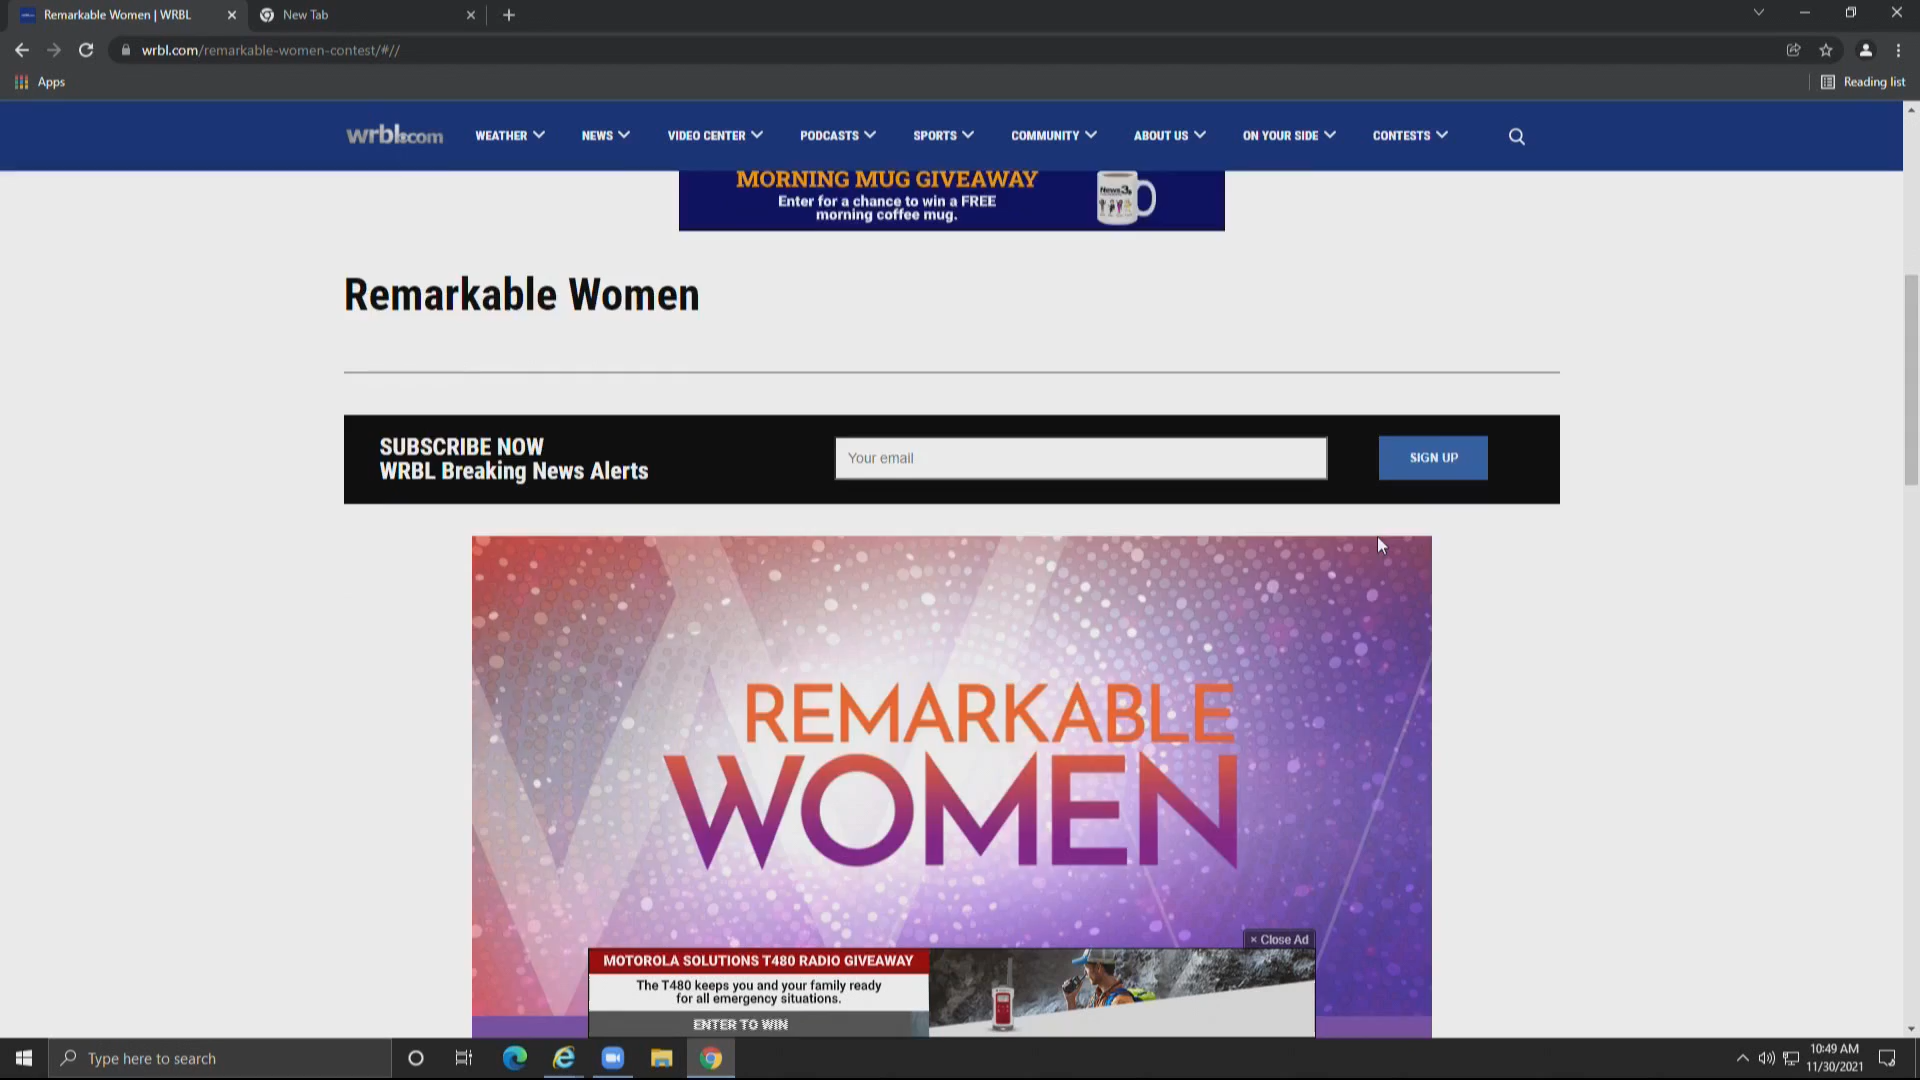 Remarkable Women | WRBL
New Tab
wrbl.com/remarkable-women-contest/#//
Apps
Reading list
wrbl.com
WEATHER
NEWS
VIDEO CENTER
PODCASTS
SPORTS
COMMUNITY
ABOUT US
ON YOUR SIDE
CONTESTS
MORNING MUG GIVEAWAY
Enter for a chance to win a FREE
morning coffee mug.
News 3
Remarkable Women
SUBSCRIBE NOW
WRBL Breaking News Alerts
Your email
SIGN UP
REMARKABLE
WOMEN
× Close Ad
MOTOROLA SOLUTIONS T480 RADIO GIVEAWAY
The T480 keeps you and your family ready
for all emergency situations.
ENTER TO WIN
Type here to search
10:49 AM
11/30/2021